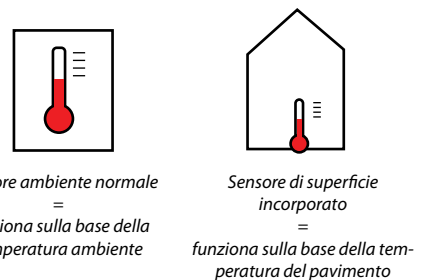 ore ambiente normale
=
iona sulla base della
mperatura ambiente
Sensore di superficie
incorporato
=
funziona sulla base della tem-
peratura del pavimento